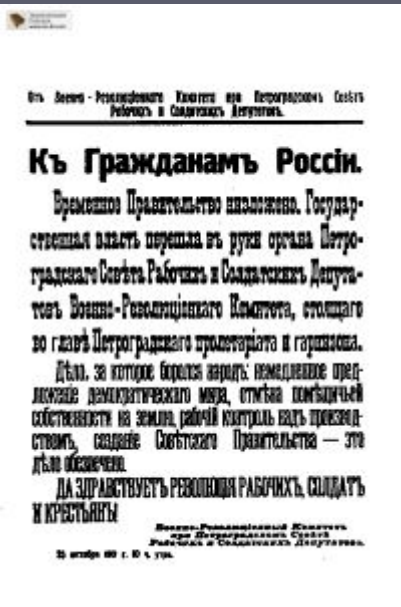 Отъ Военно - Революціоннаго Комитета при Петроградскомъ Совѣтѣ
Рабочихъ и Солдатскихъ Депутатовъ.
Къ Гражданамъ Россіи.
Временное Правительство низложено. Государ-
ственная власть перешла въ руки органа Петро-
градскаго Совѣта Рабочихъ и Солдатскихъ Депута-
товъ Военно-Революціоннаго Комитета, стоящаго
во главѣ Петроградскаго пролетаріата и гарнизона.
Дѣло, за которое боролся народъ: немедленное пред-
ложеніе демократическаго мира, отмѣна помѣщичьей
собственности на землю, рабочій контроль надъ производ-
ствомъ, созданіе Совѣтскаго Правительства — это
дѣло обезпечено.
ДА ЗДРАВСТВУЕТЪ РЕВОЛЮЦІЯ РАБОЧИХЪ, СОЛДАТЪ
И КРЕСТЬЯНЪ!
Военно-Революціонный Комитетъ
при Петроградскомъ Совѣтѣ
Рабочихъ и Солдатскихъ Депутатовъ.
25 октября 1917 г. 10 ч. утра.